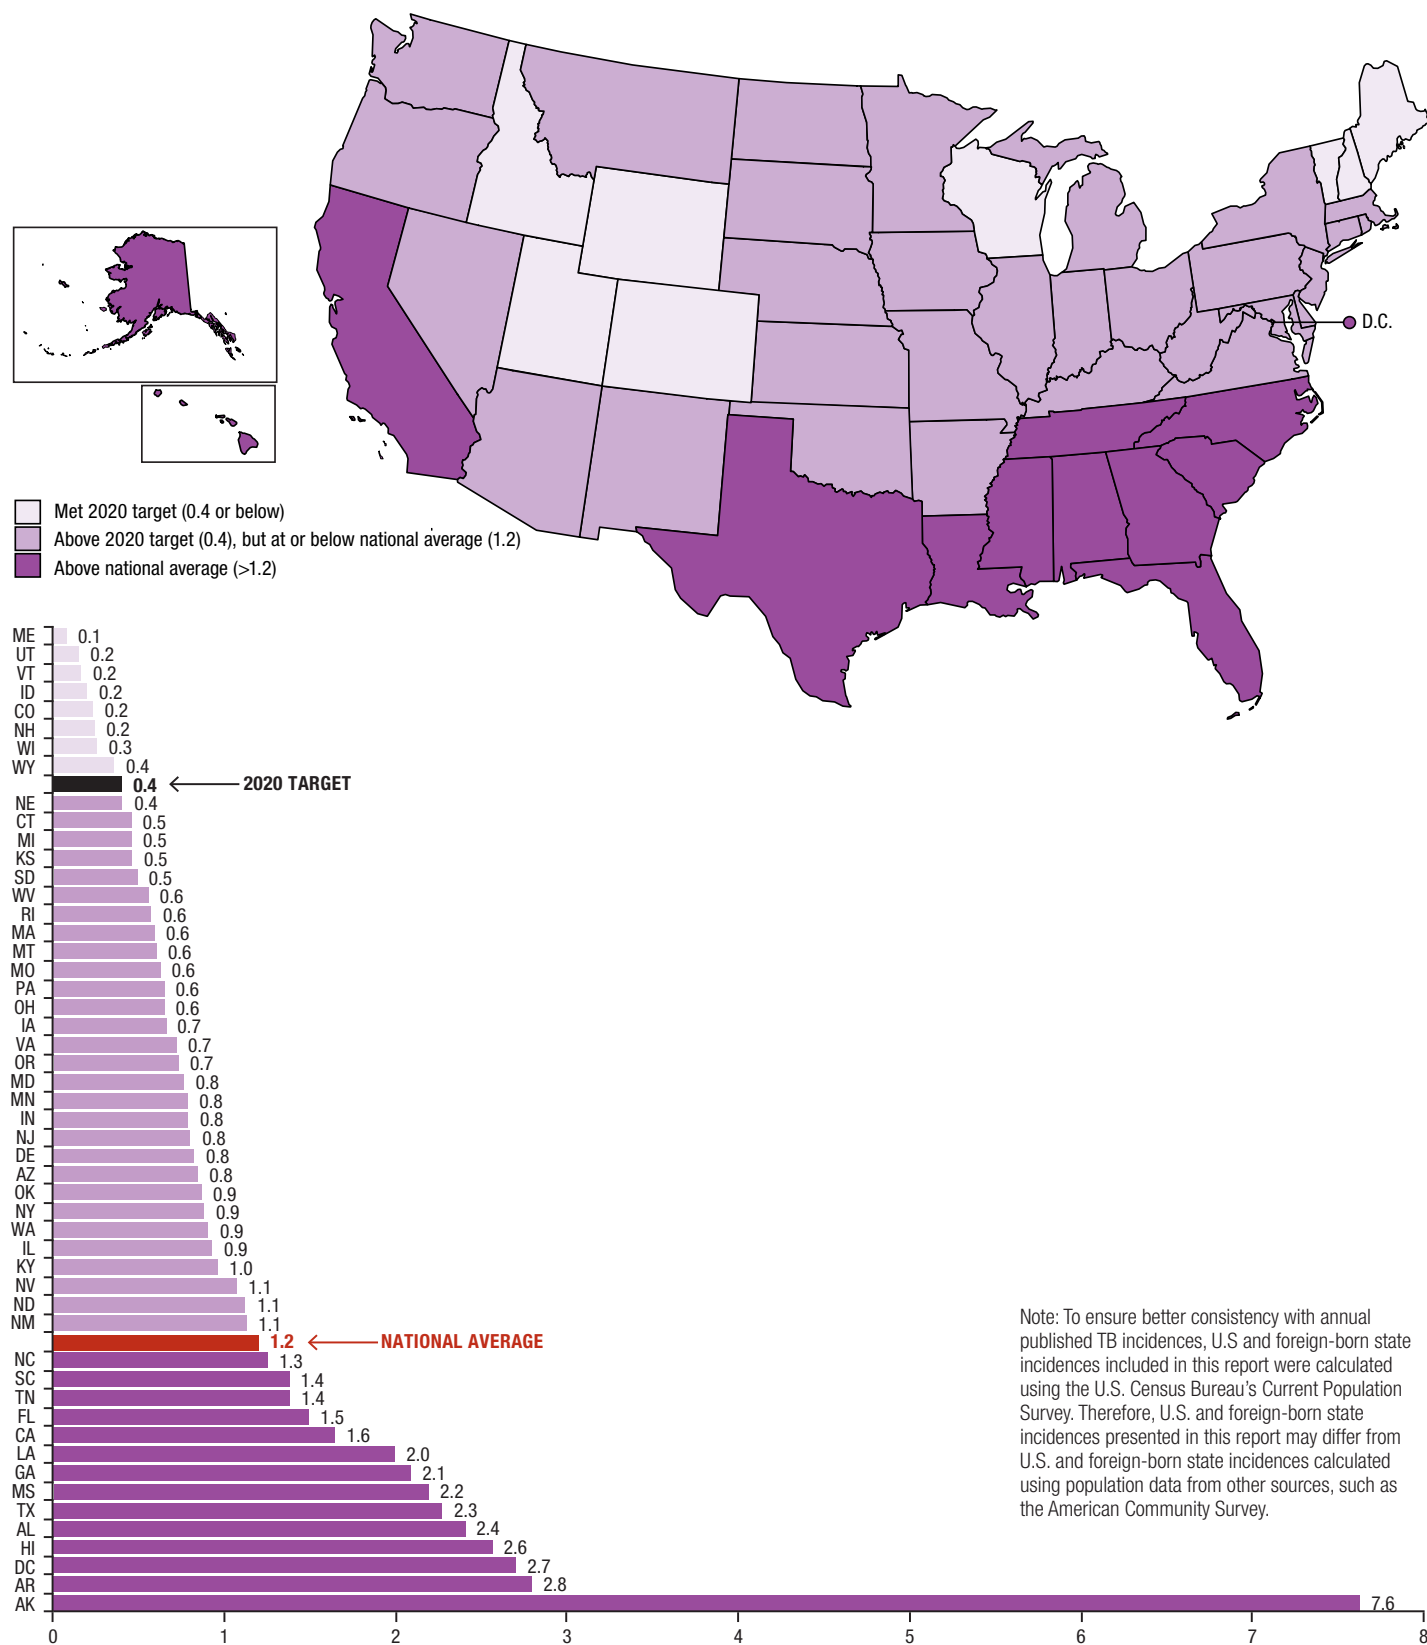 D.C.
Met 2020 target (0.4 or below)
Above 2020 target (0.4), but at or below national average (1.2)
Above national average (>1.2)
ME 0.1
UT 0.2
VT 0.2
ID 0.2
CO 0.2
NH 0.2
WI 0.3
WY 0.4
0.4 2020 TARGET
NE 0.4
CT 0.5
MI 0.5
KS 0.5
SD 0.5
WV 0.6
RI 0.6
MA 0.6
MT 0.6
MO 0.6
PA 0.6
OH 0.6
IA 0.7
VA 0.7
OR 0.7
MD 0.8
MN 0.8
IN 0.8
NJ 0.8
DE 0.8
AZ 0.8
OK 0.9
NY 0.9
WA 0.9
IL 0.9
KY 1.0
NV 1.1
ND 1.1
NM 1.1
1.2 NATIONAL AVERAGE
NC 1.3
SC 1.4
TN 1.4
FL 1.5
CA 1.6
LA 2.0
GA 2.1
MS 2.2
TX 2.3
AL 2.4
HI 2.6
DC 2.7
AR 2.8
AK 7.6
0 1 2 3 4 5 6 7 8
Note: To ensure better consistency with annual
published TB incidences, U.S and foreign-born state
incidences included in this report were calculated
using the U.S. Census Bureau’s Current Population
Survey. Therefore, U.S. and foreign-born state
incidences presented in this report may differ from
U.S. and foreign-born state incidences calculated
using population data from other sources, such as
the American Community Survey.